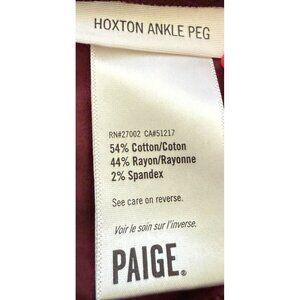 HOXTON ANKLE PEG
RN#27002 CA#51217
54% Cotton/Coton
44% Rayon/Rayonne
2% Spandex
See care on reverse.
Voir le soin sur l'inverse.
PAIGE®